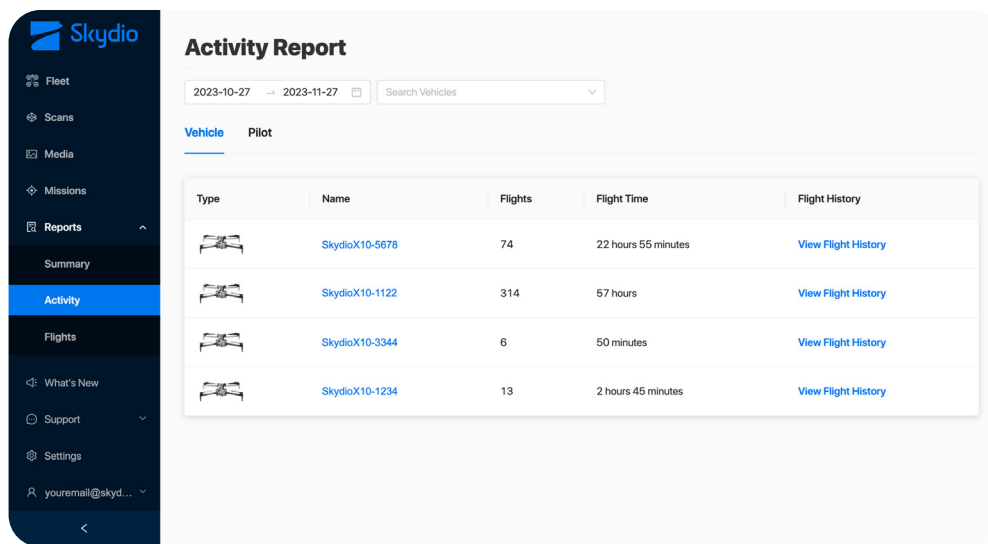 Skydio
Fleet
Scans
Media
Missions
Reports
Summary
Activity
Flights
What's New
Support
Settings
youremail@skyd...
Activity Report
2023-10-27 → 2023-11-27 Search Vehicles
Vehicle Pilot
Type Name Flights Flight Time Flight History
SkydioX10-5678 74 22 hours 55 minutes View Flight History
SkydioX10-1122 314 57 hours View Flight History
SkydioX10-3344 6 50 minutes View Flight History
SkydioX10-1234 13 2 hours 45 minutes View Flight History